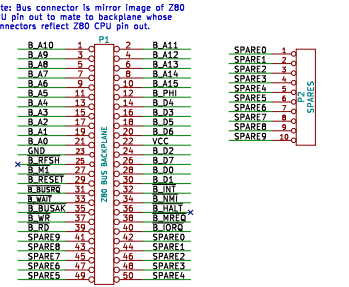 te: Bus connector is mirror image of Z80
U pin out to mate to backplane whose
nnectors reflect Z80 CPU pin out.
P1
B_A10 1 2 B_A11
B_A9 3 4 B_A12
B_A8 5 6 B_A13
B_A7 7 8 B_A14
B_A6 9 10 B_A15
B_A5 11 12 B_PHI
B_A4 13 14 B_D4
B_A3 15 16 B_D3
B_A2 17 18 B_D5
B_A1 19 20 B_D6
B_A0 21 22 VCC
GND 23 24 B_D2
B_RFSH 25 26 B_D7
B_M1 27 28 B_D0
B_RESET 29 30 B_D1
B_BUSRQ 31 32 B_INT
B_WAIT 33 34 B_NMI
B_BUSAK 35 36 B_HALT
B_WR 37 38 B_MREQ
B_RD 39 40 B_IORQ
SPARE9 41 42 SPARE0
SPARE8 43 44 SPARE1
SPARE7 45 46 SPARE2
SPARE6 47 48 SPARE3
SPARE5 49 50 SPARE4
Z80 BUS BACKPLANE
SPARE0 1
SPARE1 2
SPARE2 3
SPARE3 4
SPARE4 5
SPARE5 6
SPARE6 7
SPARE7 8
SPARE8 9
SPARE9 10
P2
SPARES